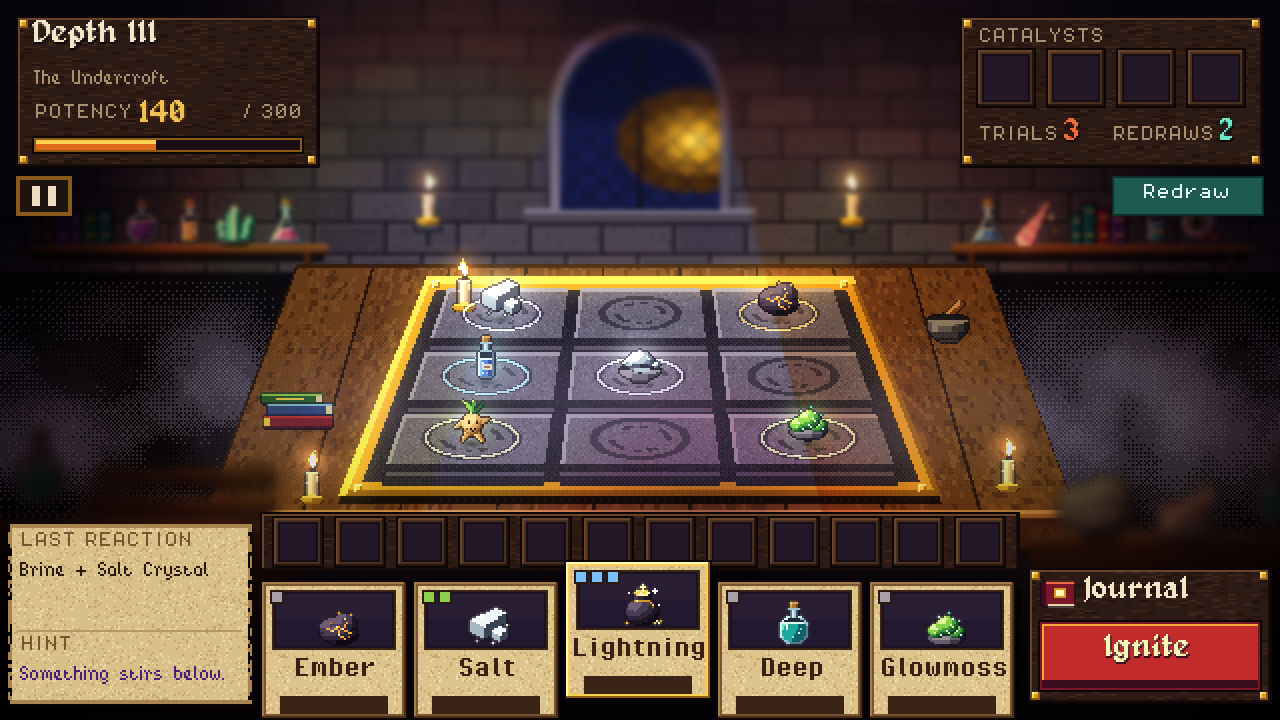 Depth III
The Undercroft
POTENCY 140 / 300
CATALYSTS
TRIALS 3 REDRAWS 2
Redraw
LAST REACTION
Brine + Salt Crystal
HINT
Something stirs below.
Ember
Salt
Lightning
Deep
Glowmoss
Journal
Ignite